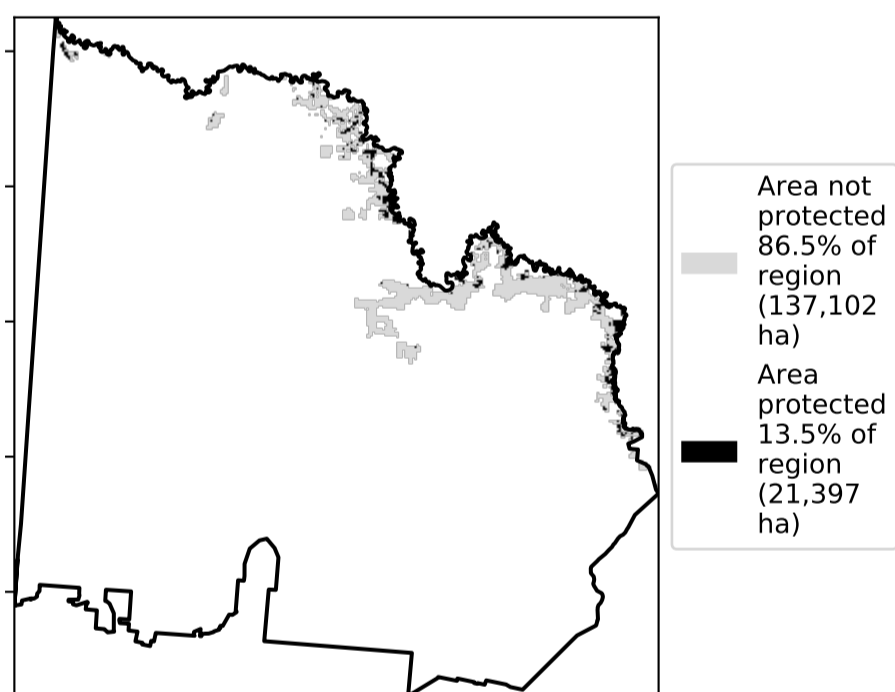 Area not
protected
86.5% of
region
(137,102
ha)
Area
protected
13.5% of
region
(21,397
ha)